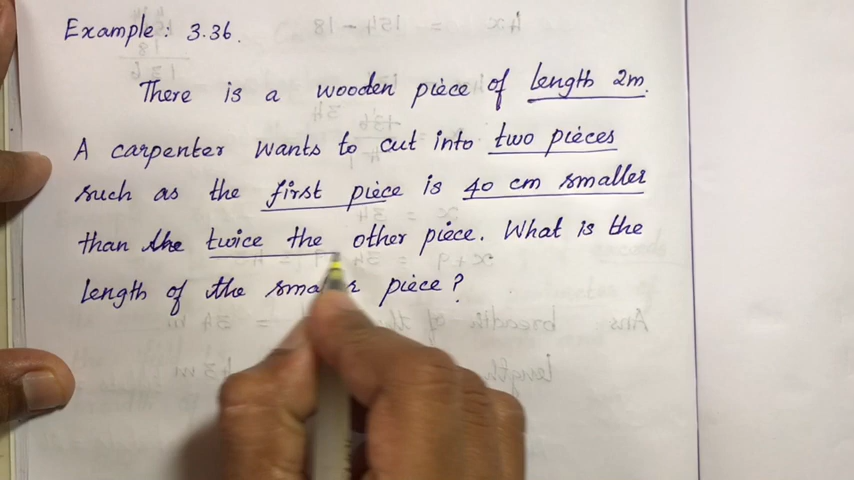 Example : 3.36.
There is a wooden piece of length 2m.
A carpenter wants to cut into two pieces
such as the first piece is 40 cm smaller
than the twice the other piece. What is the
length of the smaller piece?